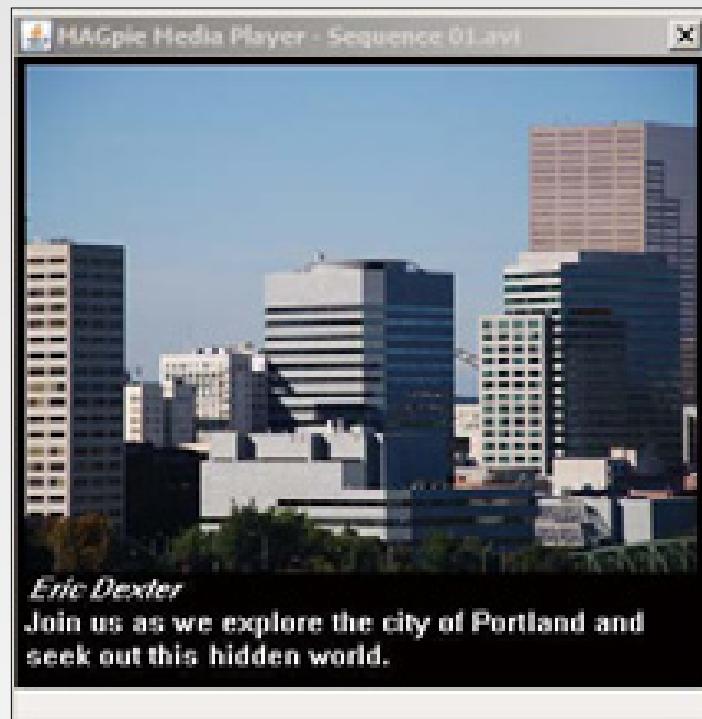 MAGpie Media Player - Sequence 01.avi
Eric Dexter
Join us as we explore the city of Portland and
seek out this hidden world.